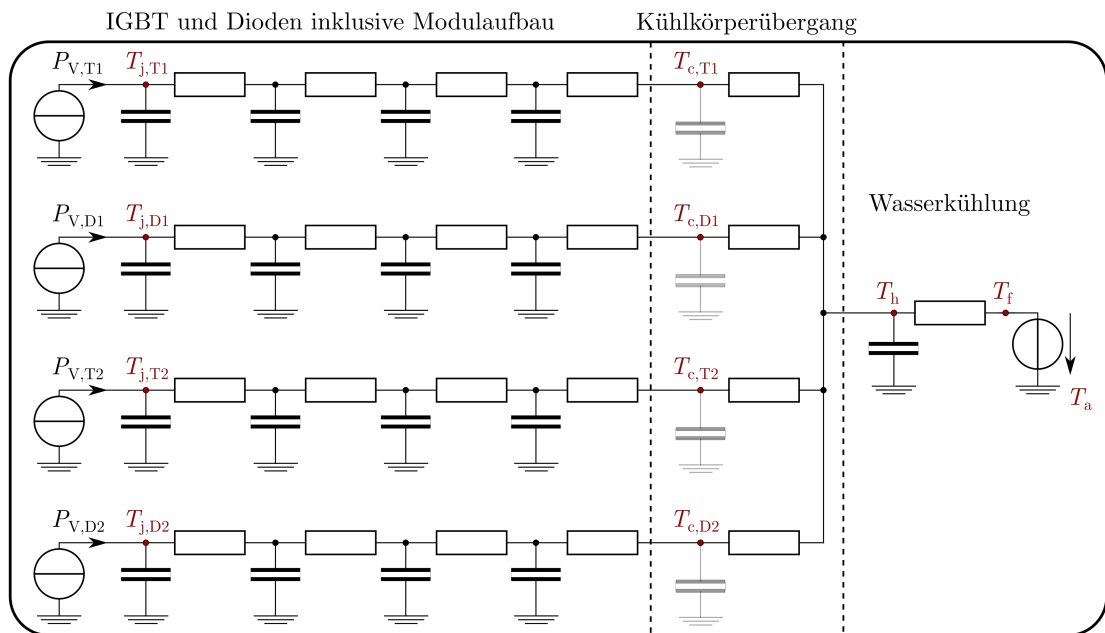 IGBT und Dioden inklusive Modulaufbau
Kühlkörperübergang
P_V,T1
T_j,T1
T_c,T1
P_V,D1
T_j,D1
T_c,D1
Wasserkühlung
T_h
T_f
P_V,T2
T_j,T2
T_c,T2
T_a
P_V,D2
T_j,D2
T_c,D2